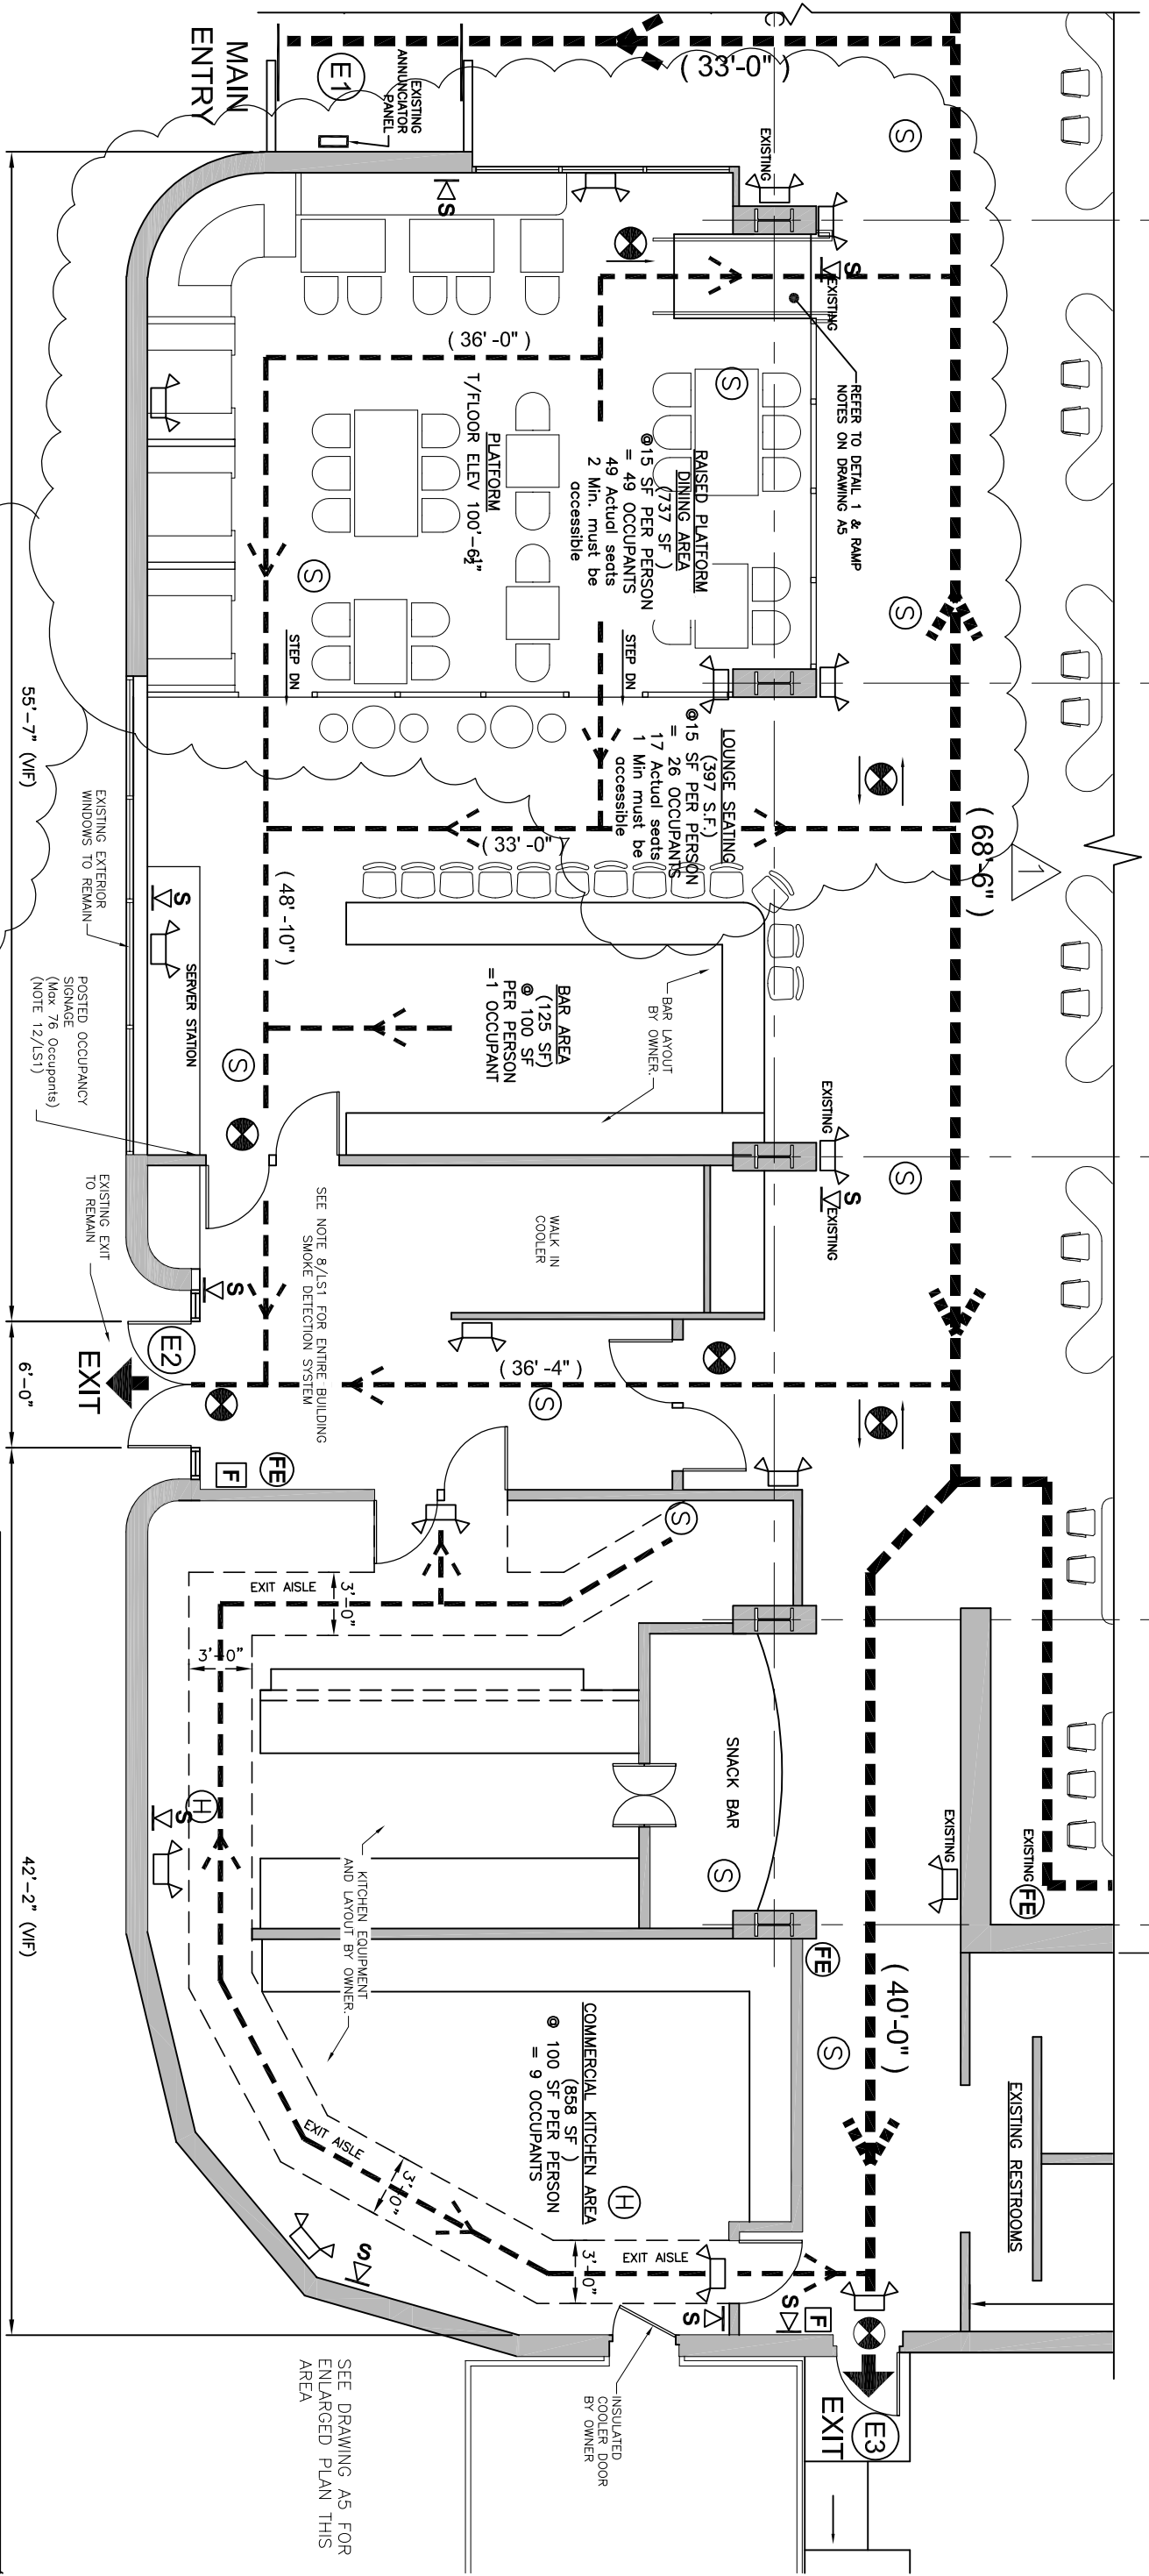 MAIN
ENTRY
E1
EXISTING
ANNUNCIATOR
PANEL
( 33'-0" )
C
S
EXISTING
S
EXISTING
S
REFER TO DETAIL 1 & RAMP
NOTES ON DRAWING A5
( 36' -0" )
S
RAISED PLATFORM
DINING AREA
(737 SF )
@15 SF PER PERSON
= 49 OCCUPANTS
49 Actual seats
2 Min. must be
accessible
PLATFORM
T/FLOOR ELEV 100'-6½"
S
S
STEP DN
STEP DN
LOUNGE SEATING
(397 S.F.)
@15 SF PER PERSON
= 26 OCCUPANTS
17 Actual seats
1 Min must be
accessible
( 68'-6" )
1
( 33' -0" )
( 48' -10" )
55'-7" (VIF)
EXISTING EXTERIOR
WINDOWS TO REMAIN
S
SERVER STATION
BAR AREA
(125 SF)
@ 100 SF
PER PERSON
=1 OCCUPANT
BAR LAYOUT
BY OWNER.
POSTED OCCUPANCY
SIGNAGE
(Max 76 Occupants)
(NOTE 12/LS1)
S
EXISTING
S
S
EXISTING
EXISTING EXIT
TO REMAIN
WALK IN
COOLER
SEE NOTE 8/LS1 FOR ENTIRE BUILDING
SMOKE DETECTION SYSTEM
S
E2
EXIT
6'-0"
( 36' -4" )
S
F
FE
S
EXIT AISLE
3'-0"
3'-0"
SNACK BAR
S
H
S
KITCHEN EQUIPMENT
AND LAYOUT BY OWNER.
42'-2" (VIF)
EXISTING
EXISTING
FE
FE
( 40'-0" )
S
COMMERCIAL KITCHEN AREA
(858 SF )
@ 100 SF PER PERSON
= 9 OCCUPANTS
EXISTING RESTROOMS
EXIT AISLE
3'-0"
H
EXIT AISLE
3'-0"
S
S
S
F
E3
EXIT
INSULATED
COOLER DOOR
BY OWNER
SEE DRAWING A5 FOR
ENLARGED PLAN THIS
AREA